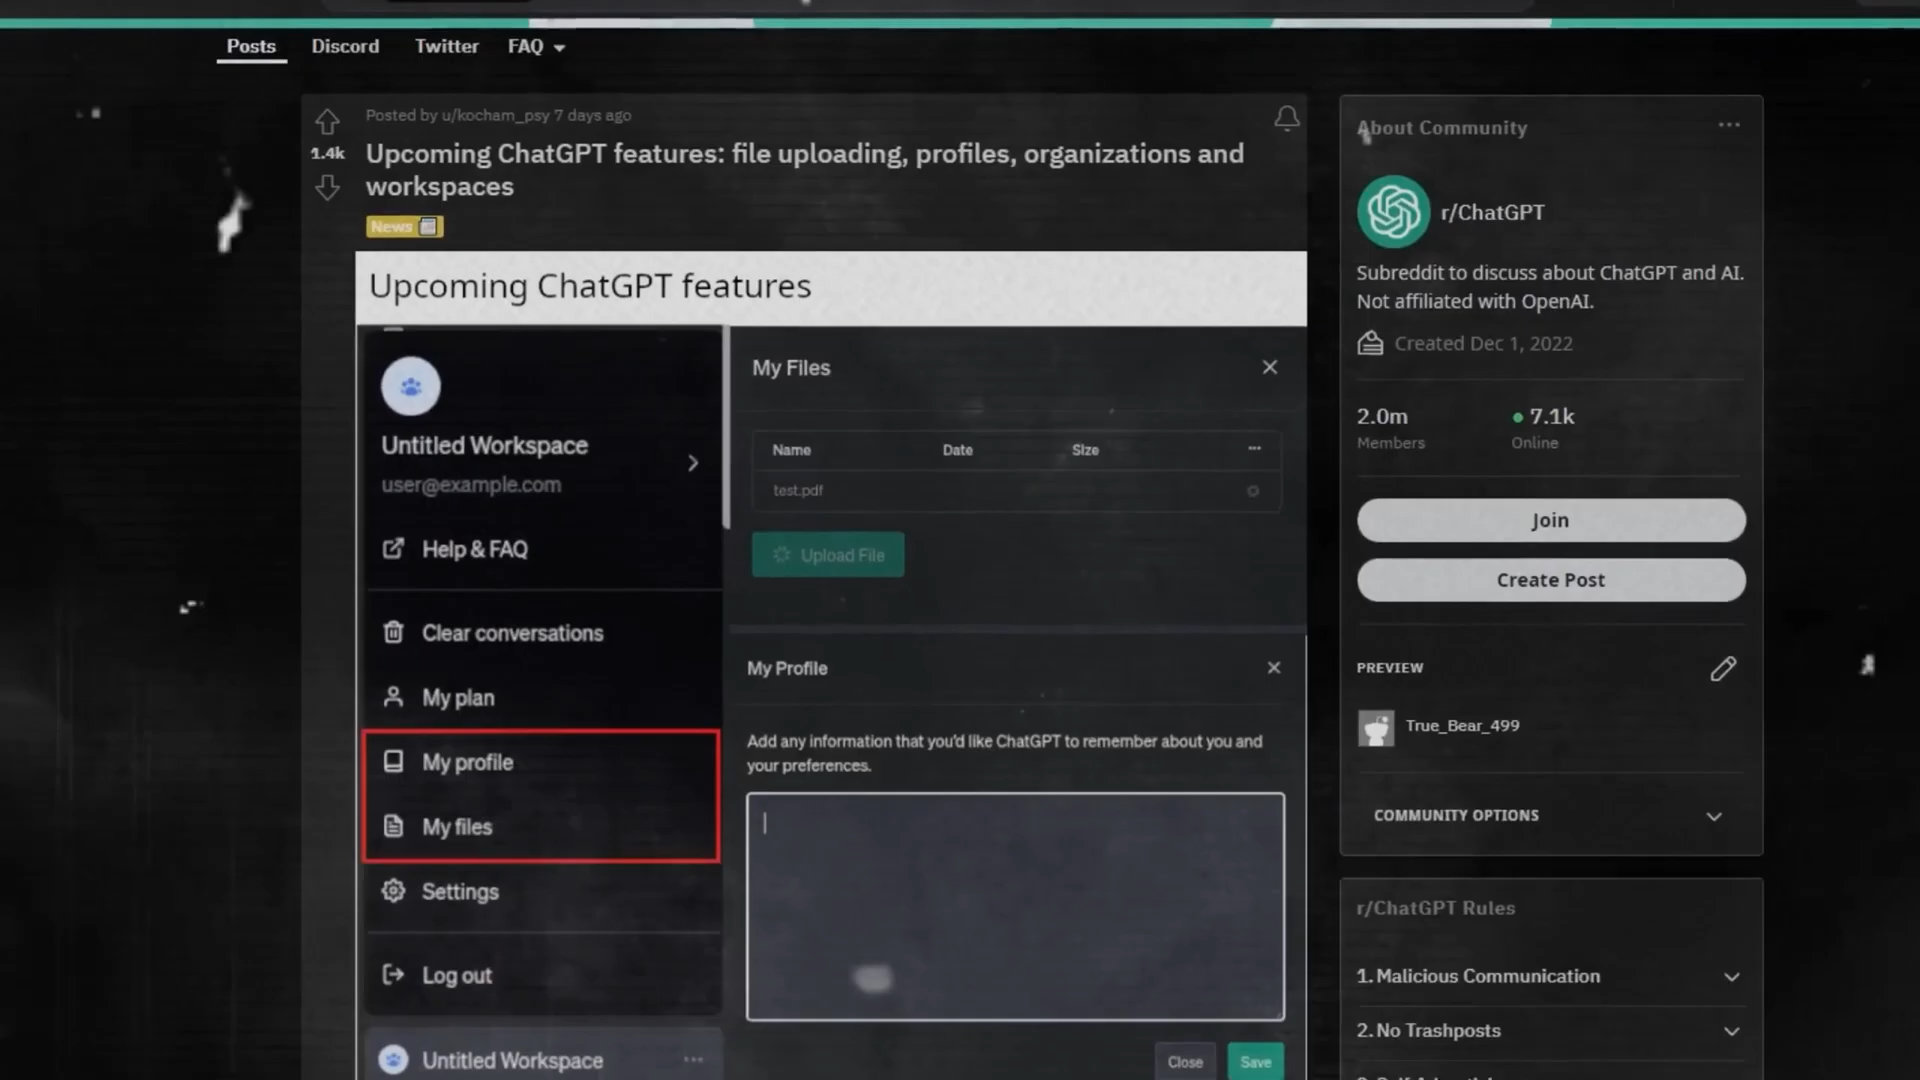 Posts Discord Twitter FAQ
Posted by u/kocham_psy 7 days ago
1.4k
Upcoming ChatGPT features: file uploading, profiles, organizations and
workspaces
News
Upcoming ChatGPT features
Untitled Workspace
user@example.com
Help & FAQ
Clear conversations
My plan
My profile
My files
Settings
Log out
Untitled Workspace
My Files
Name Date Size
test.pdf
Upload File
My Profile
Add any information that you'd like ChatGPT to remember about you and
your preferences.
Close Save
About Community
r/ChatGPT
Subreddit to discuss about ChatGPT and AI.
Not affiliated with OpenAI.
Created Dec 1, 2022
2.0m 7.1k
Members Online
Join
Create Post
PREVIEW
True_Bear_499
COMMUNITY OPTIONS
r/ChatGPT Rules
1. Malicious Communication
2. No Trashposts